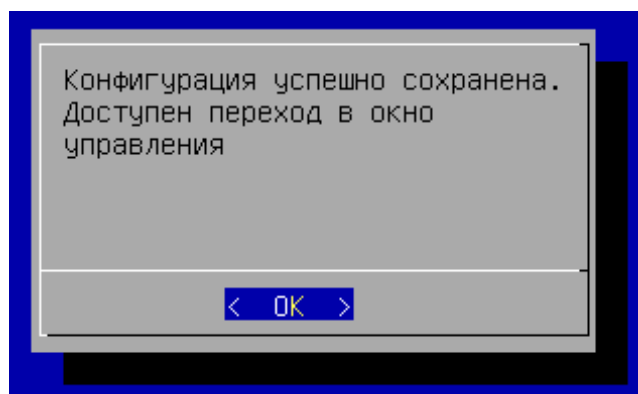 Конфигурация успешно сохранена.
Доступен переход в окно
управления
< OK >